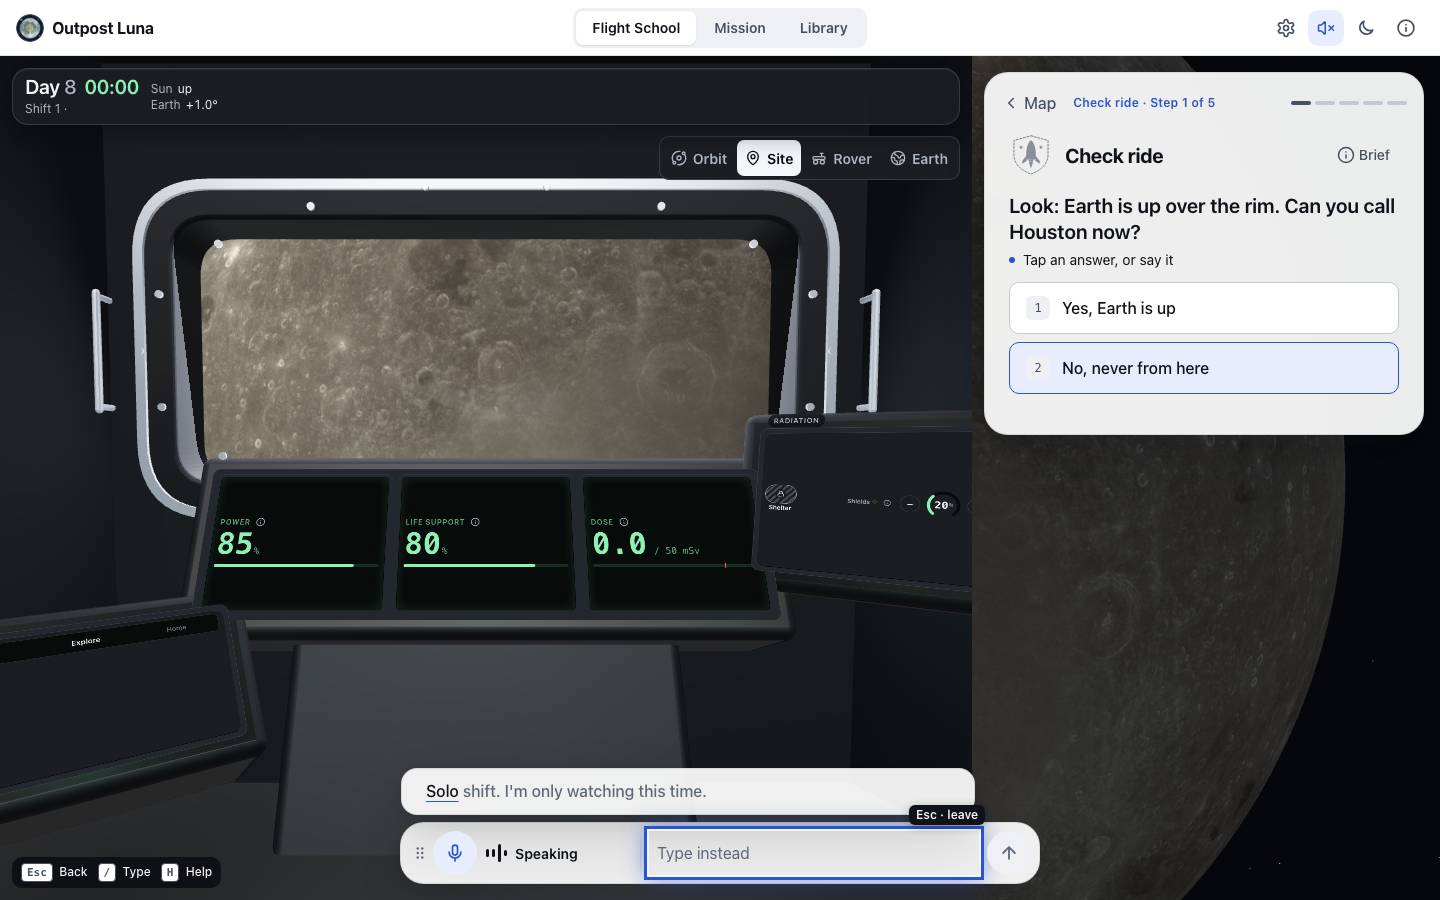 Outpost Luna
Flight School
Mission
Library
Day 8 00:00
Shift 1 ·
Sun up
Earth +1.0°
Orbit
Site
Rover
Earth
Map
Check ride · Step 1 of 5
Check ride
Brief
Look: Earth is up over the rim. Can you call
Houston now?
Tap an answer, or say it
1 Yes, Earth is up
2 No, never from here
RADIATION
Shelter
Shields
20%
POWER
85%
LIFE SUPPORT
80%
DOSE
0.0 / 50 mSv
Explore
Home
Solo shift. I'm only watching this time.
Esc · leave
Speaking
Type instead
Esc Back / Type H Help